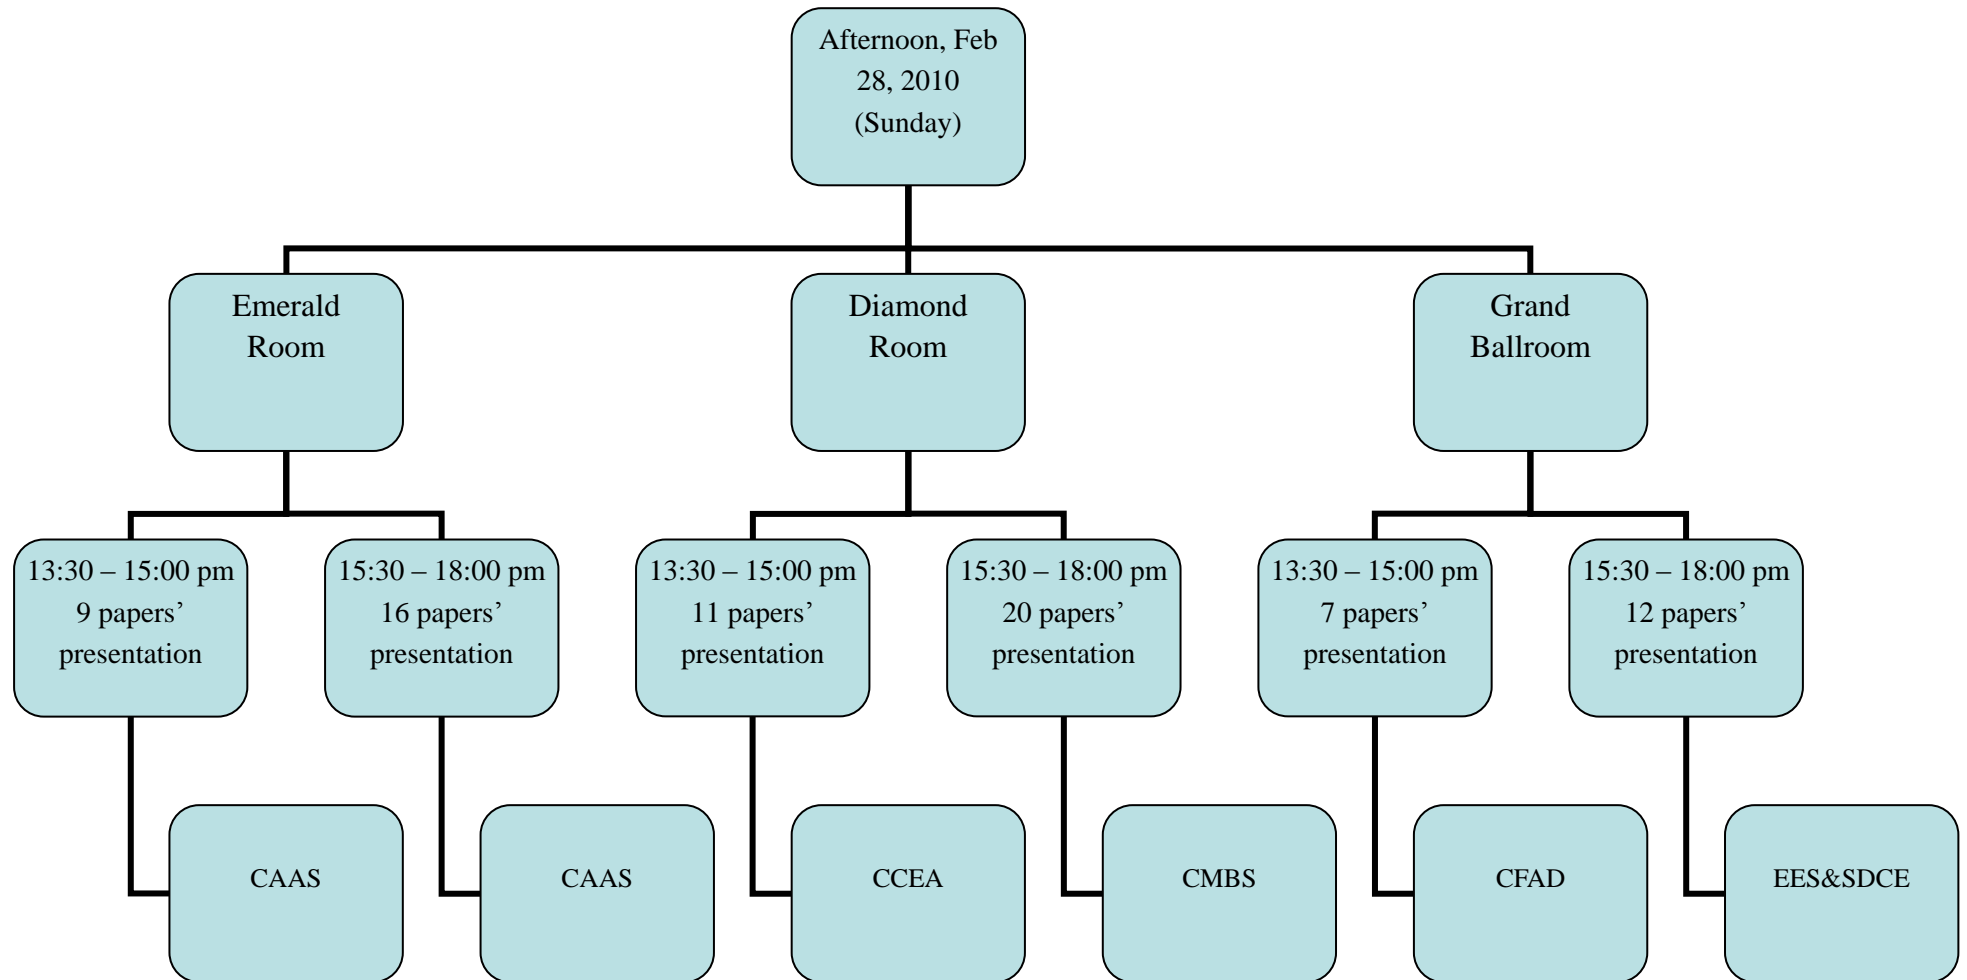 Afternoon, Feb
28, 2010
(Sunday)
Emerald
Room
Diamond
Room
Grand
Ballroom
13:30 – 15:00 pm
9 papers’
presentation
15:30 – 18:00 pm
16 papers’
presentation
13:30 – 15:00 pm
11 papers’
presentation
15:30 – 18:00 pm
20 papers’
presentation
13:30 – 15:00 pm
7 papers’
presentation
15:30 – 18:00 pm
12 papers’
presentation
CAAS
CAAS
CCEA
CMBS
CFAD
EES&SDCE